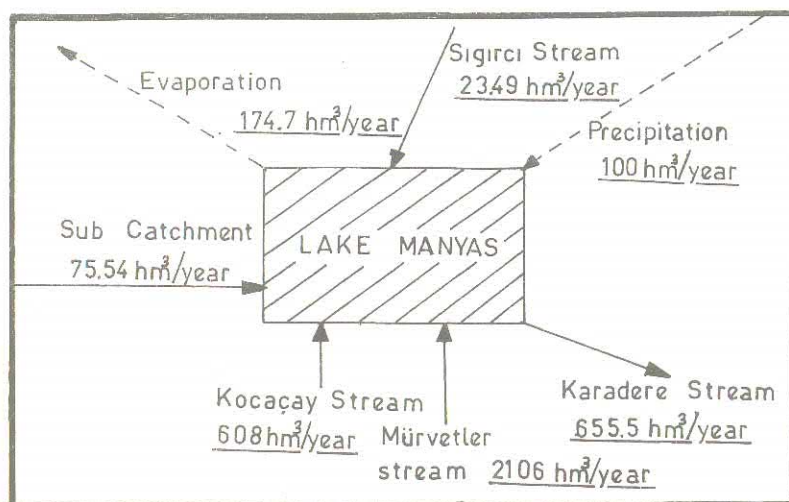 Evaporation
174.7 hm³/year
Sıgırcı Stream
23.49 hm³/year
Precipitation
100 hm³/year
Sub Catchment
75.54 hm³/year
LAKE MANYAS
Kocaçay Stream
608 hm³/year
Mürvetler
stream 2106 hm³/year
Karadere Stream
655.5 hm³/year